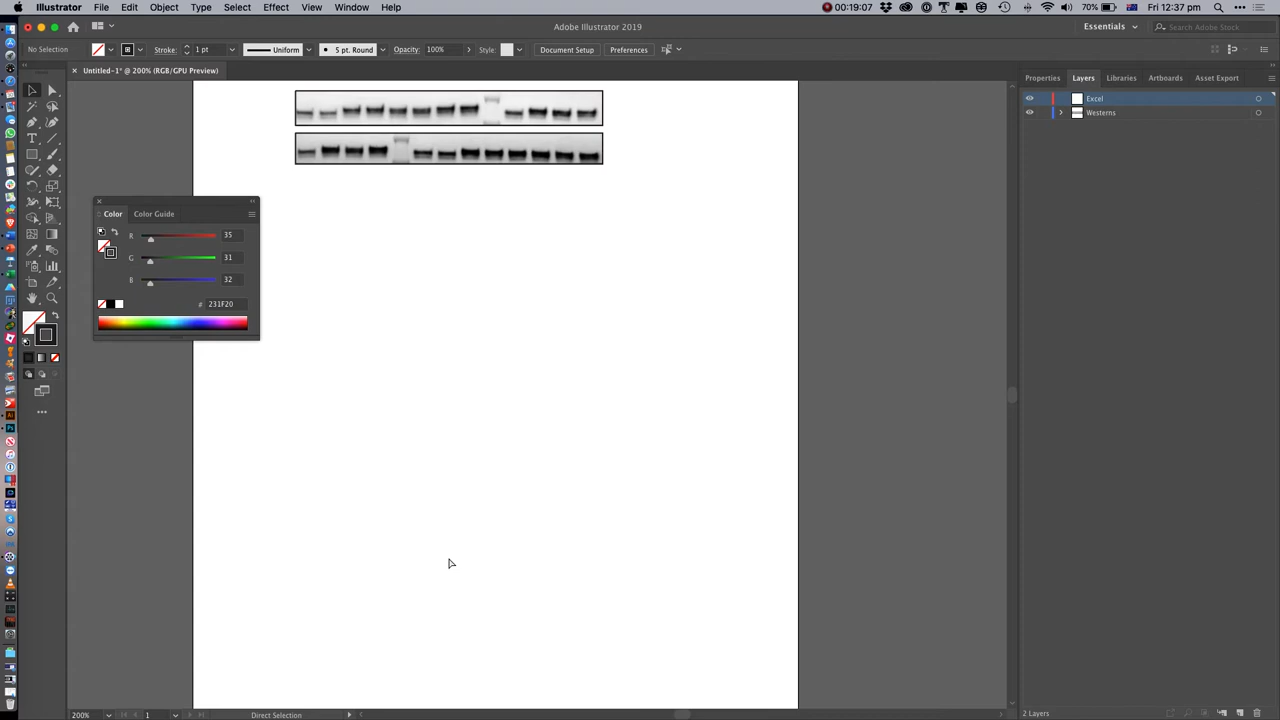 Illustrator File Edit Object Type Select Effect View Window Help
00:19:07 70% Fri 12:37 pm
Adobe Illustrator 2019
Essentials
Search Adobe Stock
No Selection Stroke: 1 pt Uniform 5 pt. Round Opacity: 100% Style: Document Setup Preferences
Untitled-1* @ 200% (RGB/GPU Preview)
Properties Layers Libraries Artboards Asset Export
Excel
Westerns
Color Color Guide
R 35
G 31
B 32
# 231F20
200% 1 Direct Selection
2 Layers